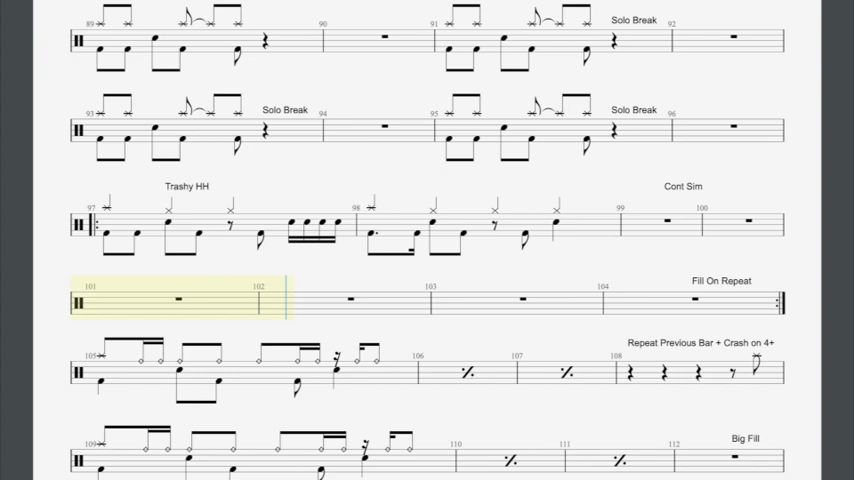 89 90 91 Solo Break 92
93 Solo Break 94 95 Solo Break 96
97 Trashy HH 98 99 Cont Sim 100
101 102 103 104 Fill On Repeat
105 106 107 108 Repeat Previous Bar + Crash on 4+
109 110 111 112 Big Fill